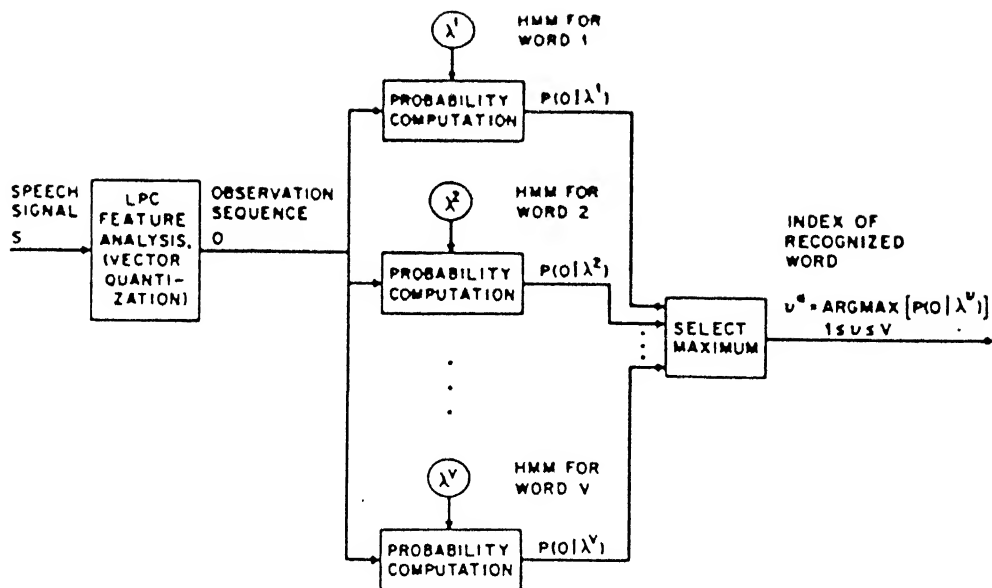 λ¹
HMM FOR
WORD 1
PROBABILITY
COMPUTATION
P(O|λ¹)
SPEECH
SIGNAL
S
LPC
FEATURE
ANALYSIS,
(VECTOR
QUANTI-
ZATION)
OBSERVATION
SEQUENCE
O
λ²
HMM FOR
WORD 2
PROBABILITY
COMPUTATION
P(O|λ²)
SELECT
MAXIMUM
INDEX OF
RECOGNIZED
WORD
υ* = ARGMAX [P(O|λᵛ)]
1≤υ≤V
λⱽ
HMM FOR
WORD V
PROBABILITY
COMPUTATION
P(O|λⱽ)